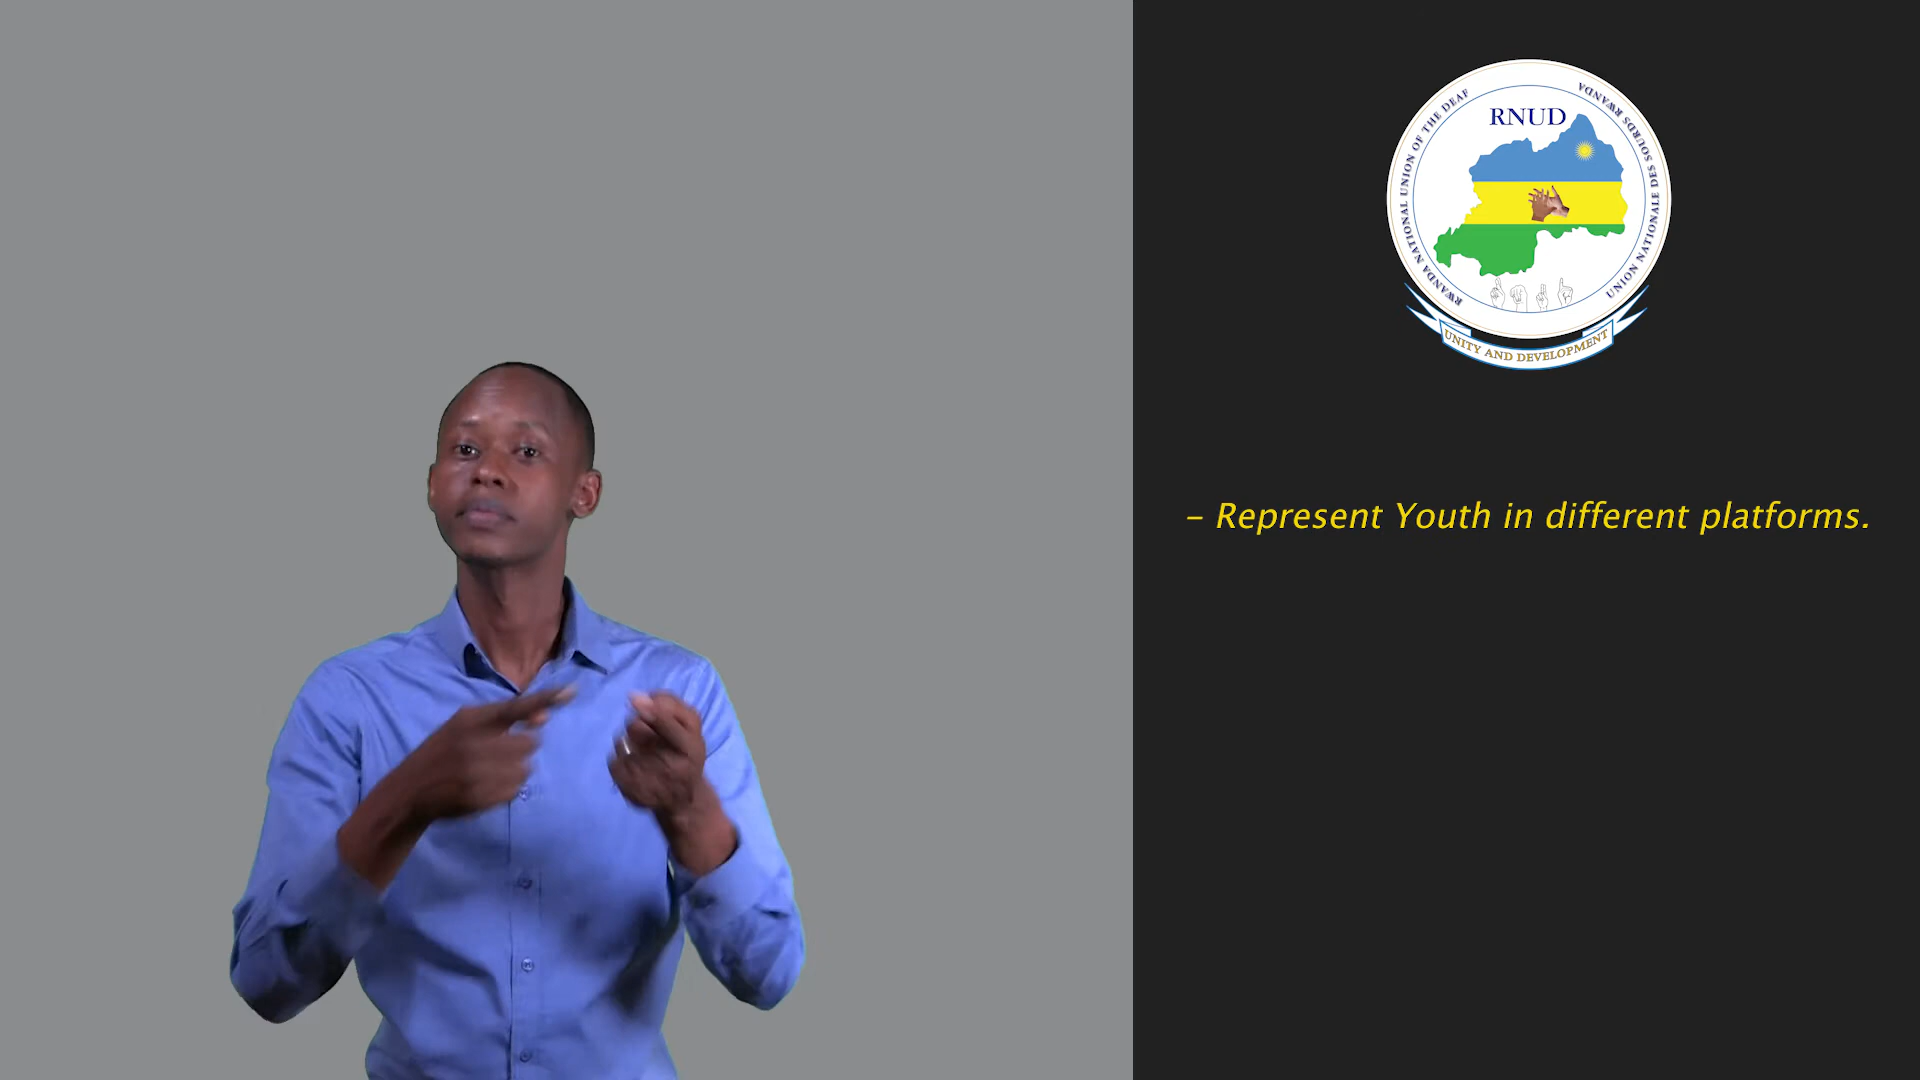 RNUD
RWANDA NATIONAL UNION OF THE DEAF
UNION NATIONALE DES SOURDS RWANDA
UNITY AND DEVELOPMENT
– Represent Youth in different platforms.